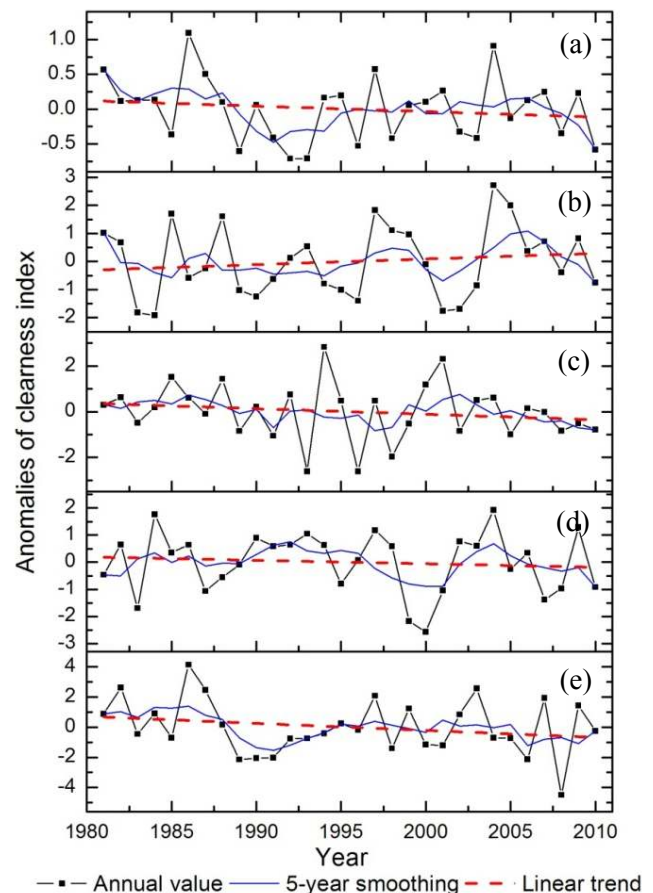 Anomalies of clearness index
(a)
1.0
0.5
0.0
-0.5
(b)
3
2
1
0
-1
-2
(c)
2
0
-2
(d)
2
1
0
-1
-2
-3
(e)
4
2
0
-2
-4
1980 1985 1990 1995 2000 2005 2010
Year
Annual value 5-year smoothing Linear trend